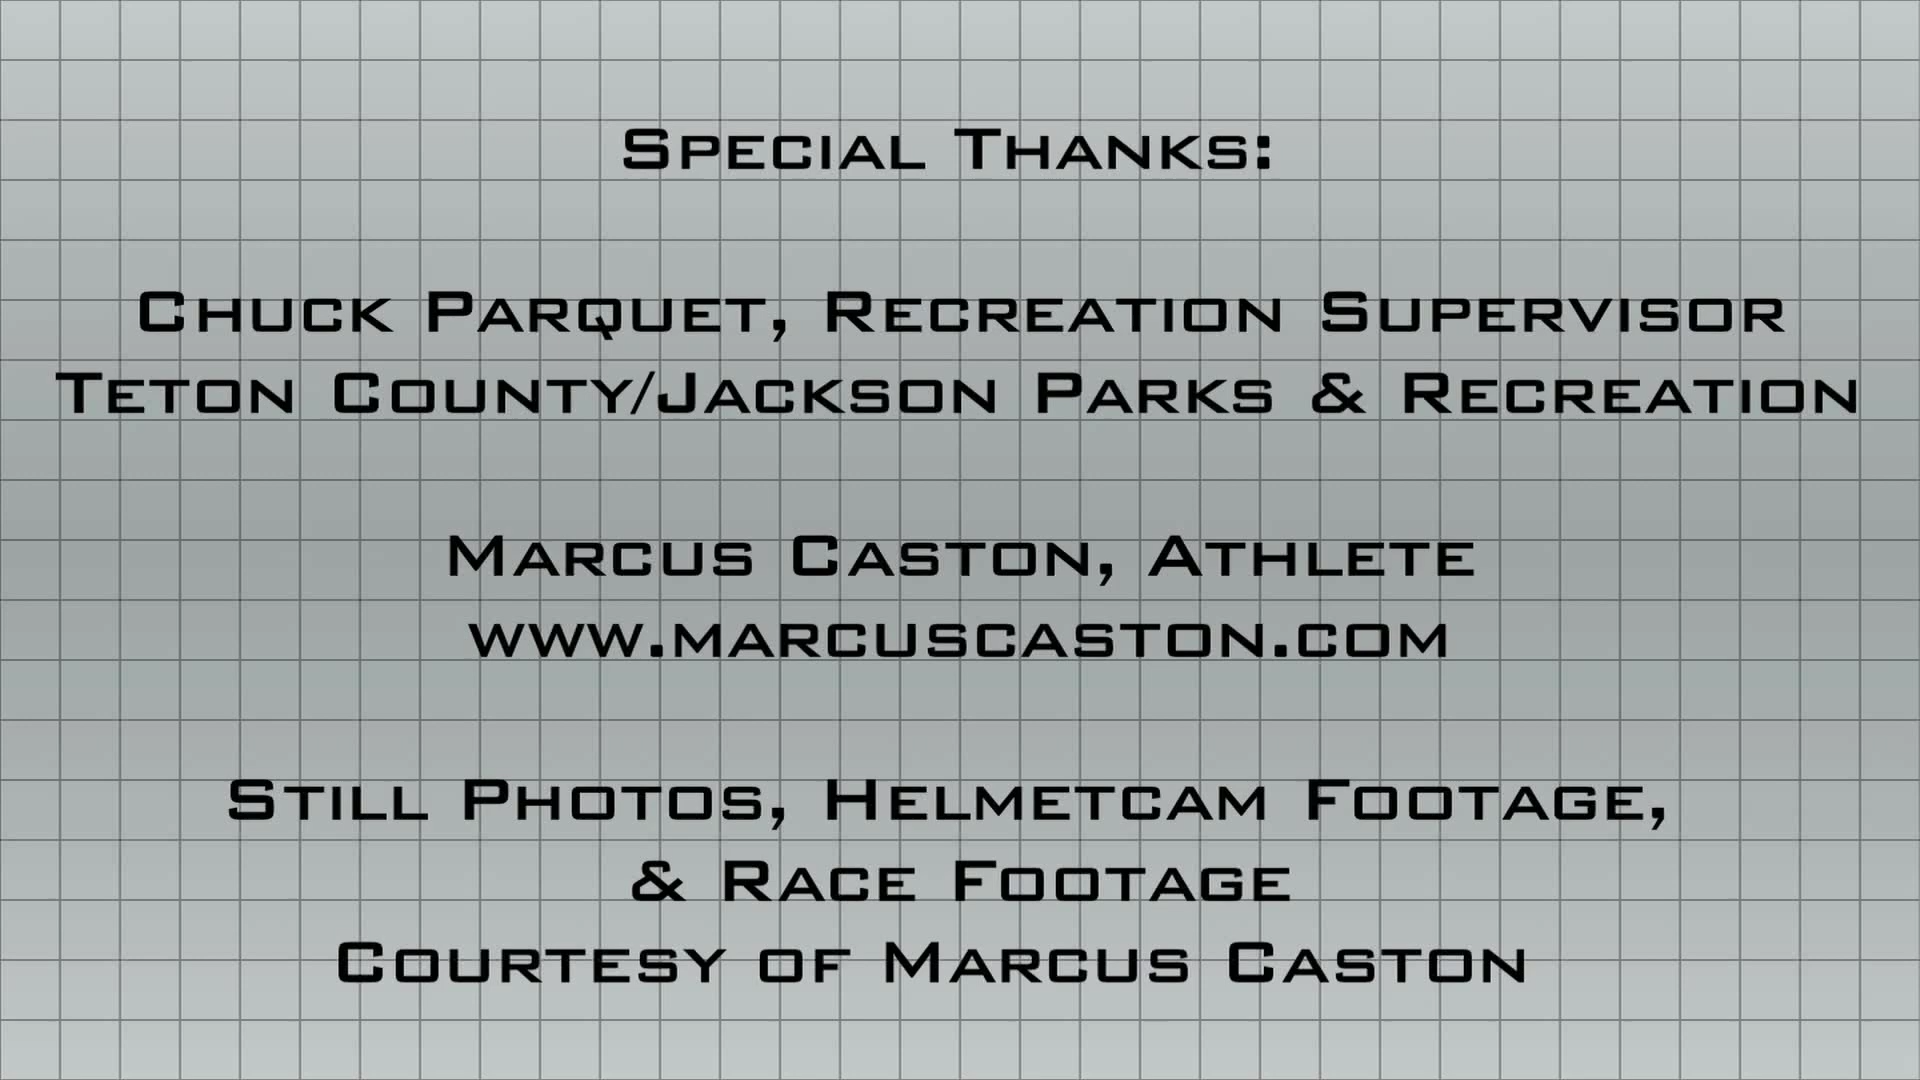 Special Thanks:
Chuck Parquet, Recreation Supervisor
Teton County/Jackson Parks & Recreation
Marcus Caston, Athlete
www.marcuscaston.com
Still Photos, Helmetcam Footage,
& Race Footage
Courtesy of Marcus Caston